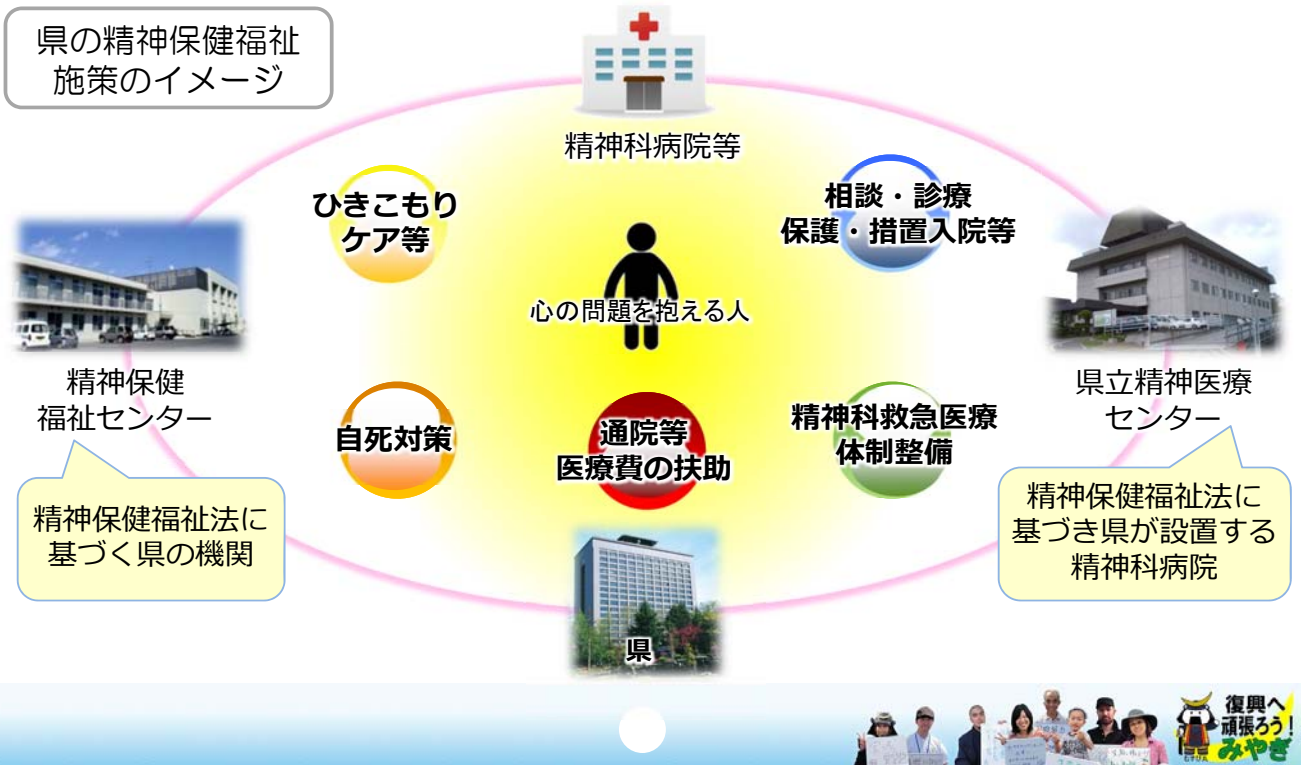 県の精神保健福祉
施策のイメージ
精神科病院等
ひきこもり
ケア等
相談・診療
保護・措置入院等
心の問題を抱える人
精神保健
福祉センター
県立精神医療
センター
自死対策
通院等
医療費の扶助
精神科救急医療
体制整備
精神保健福祉法に
基づく県の機関
精神保健福祉法に
基づき県が設置する
精神科病院
県
復興へ
頑張ろう!
みやぎ
むすび丸